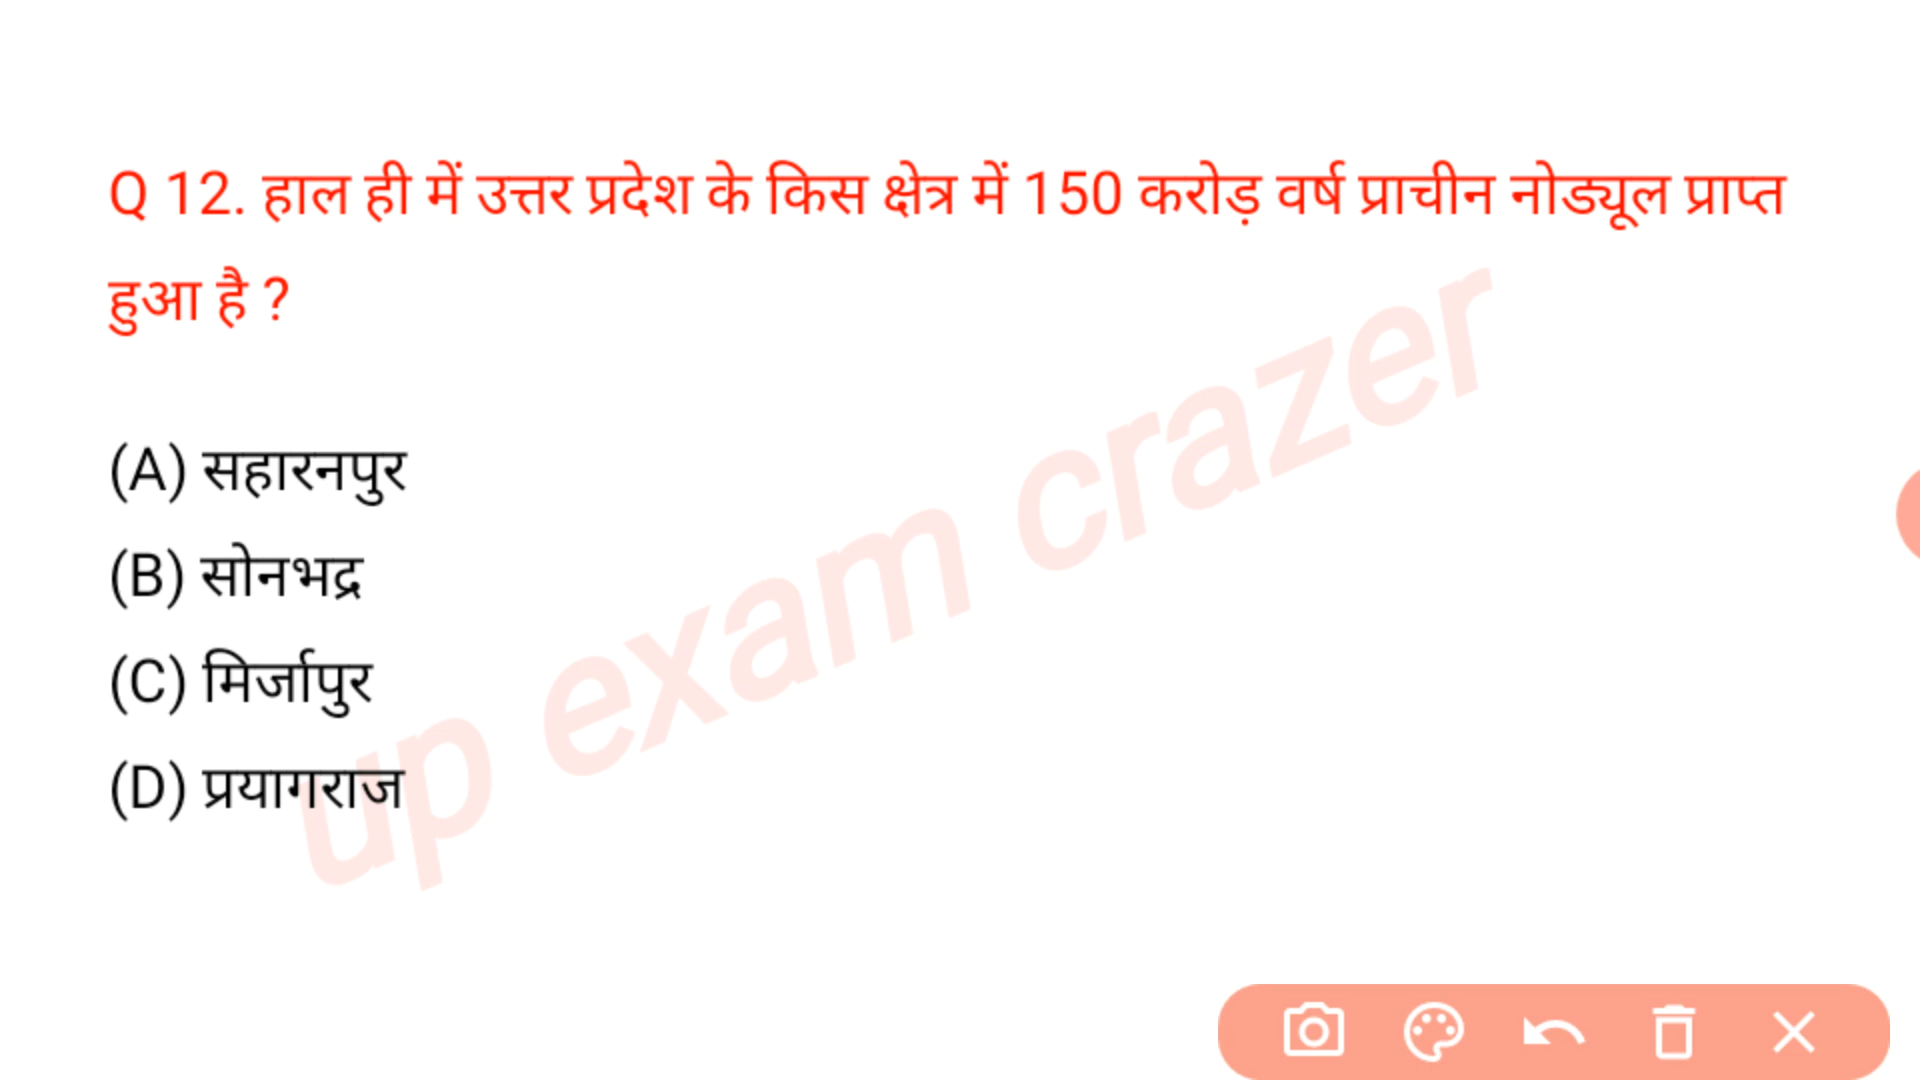 Q 12. हाल ही में उत्तर प्रदेश के किस क्षेत्र में 150 करोड़ वर्ष प्राचीन नोड्यूल प्राप्त
हुआ है ?
(A) सहारनपुर
(B) सोनभद्र
(C) मिर्जापुर
(D) प्रयागराज
up exam crazer